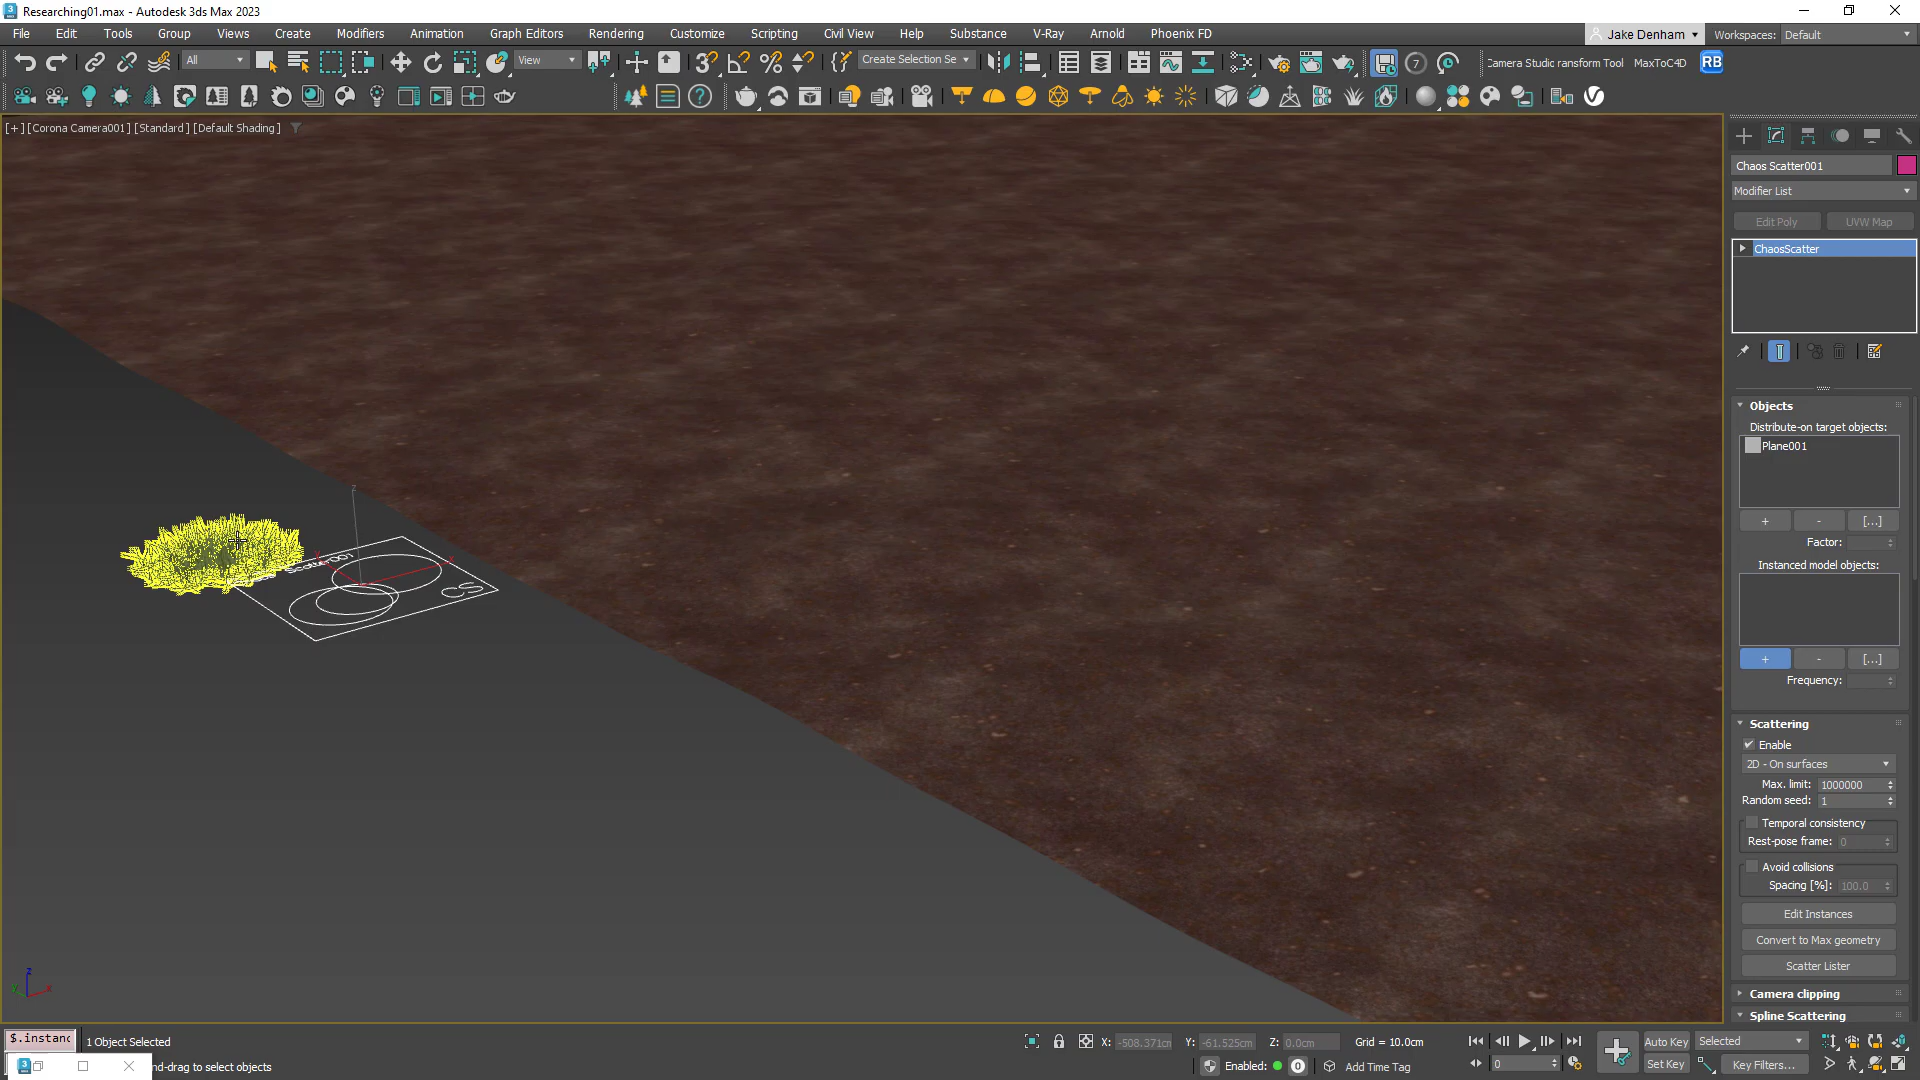 Researching01.max - Autodesk 3ds Max 2023
File Edit Tools Group Views Create Modifiers Animation Graph Editors Rendering Customize Scripting Civil View Help Substance V-Ray Arnold Phoenix FD
Jake Denham
Workspaces: Default
All
View
Create Selection Se
7
Camera Studio
ransform Tool
MaxToC4D
RB
[+] [Corona Camera001] [Standard] [Default Shading]
Chaos Scatter001
Modifier List
Edit Poly
UVW Map
ChaosScatter
Objects
Distribute-on target objects:
Plane001
+ - [...]
Factor:
Instanced model objects:
+ - [...]
Frequency:
Scattering
Enable
2D - On surfaces
Max. limit: 1000000
Random seed: 1
Temporal consistency
Rest-pose frame: 0
Avoid collisions
Spacing [%]: 100.0
Edit Instances
Convert to Max geometry
Scatter Lister
Camera clipping
Spline Scattering
z
x
y
CS
z
x
y
$.instanc
1 Object Selected
nd-drag to select objects
X: -508.371cm
Y: -61.525cm
Z: 0.0cm
Grid = 10.0cm
Enabled:
0
Add Time Tag
0
Auto Key
Selected
Set Key
Key Filters...